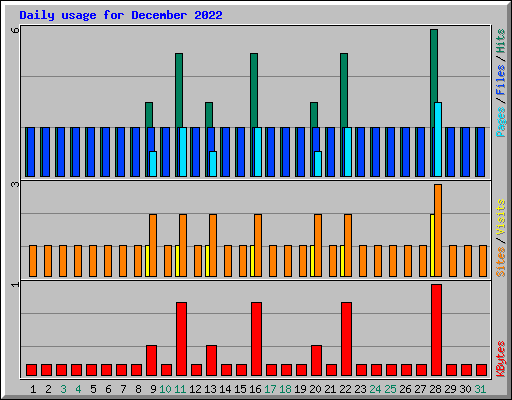 Daily usage for December 2022
6
Pages / Files / Hits
3
Sites / Visits
1
KBytes
1 2 3 4 5 6 7 8 9 10 11 12 13 14 15 16 17 18 19 20 21 22 23 24 25 26 27 28 29 30 31